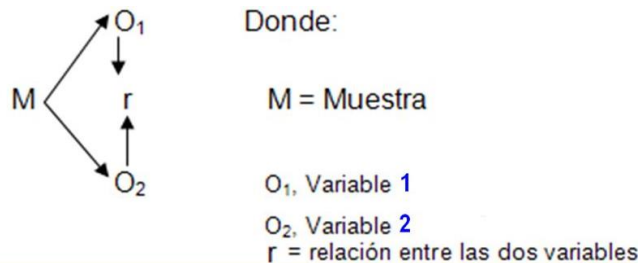 O₁ Donde:
M r M = Muestra
O₂ O₁, Variable 1
O₂, Variable 2
r = relación entre las dos variables